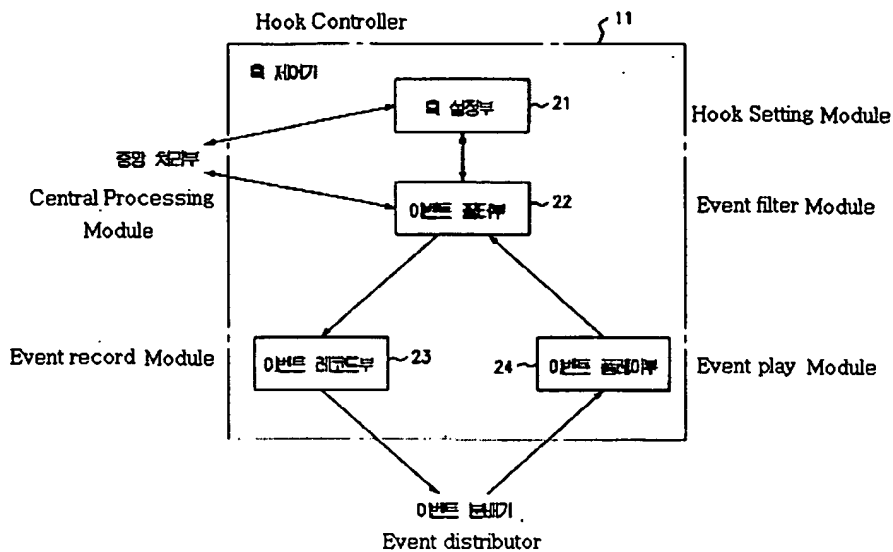 Hook Controller
11
훅 제어기
훅 설정부
21
Hook Setting Module
중앙 처리부
Central Processing
Module
이벤트 필터부
22
Event filter Module
Event record Module
이벤트 레코드부
23
24
이벤트 플레이부
Event play Module
이벤트 분배기
Event distributor